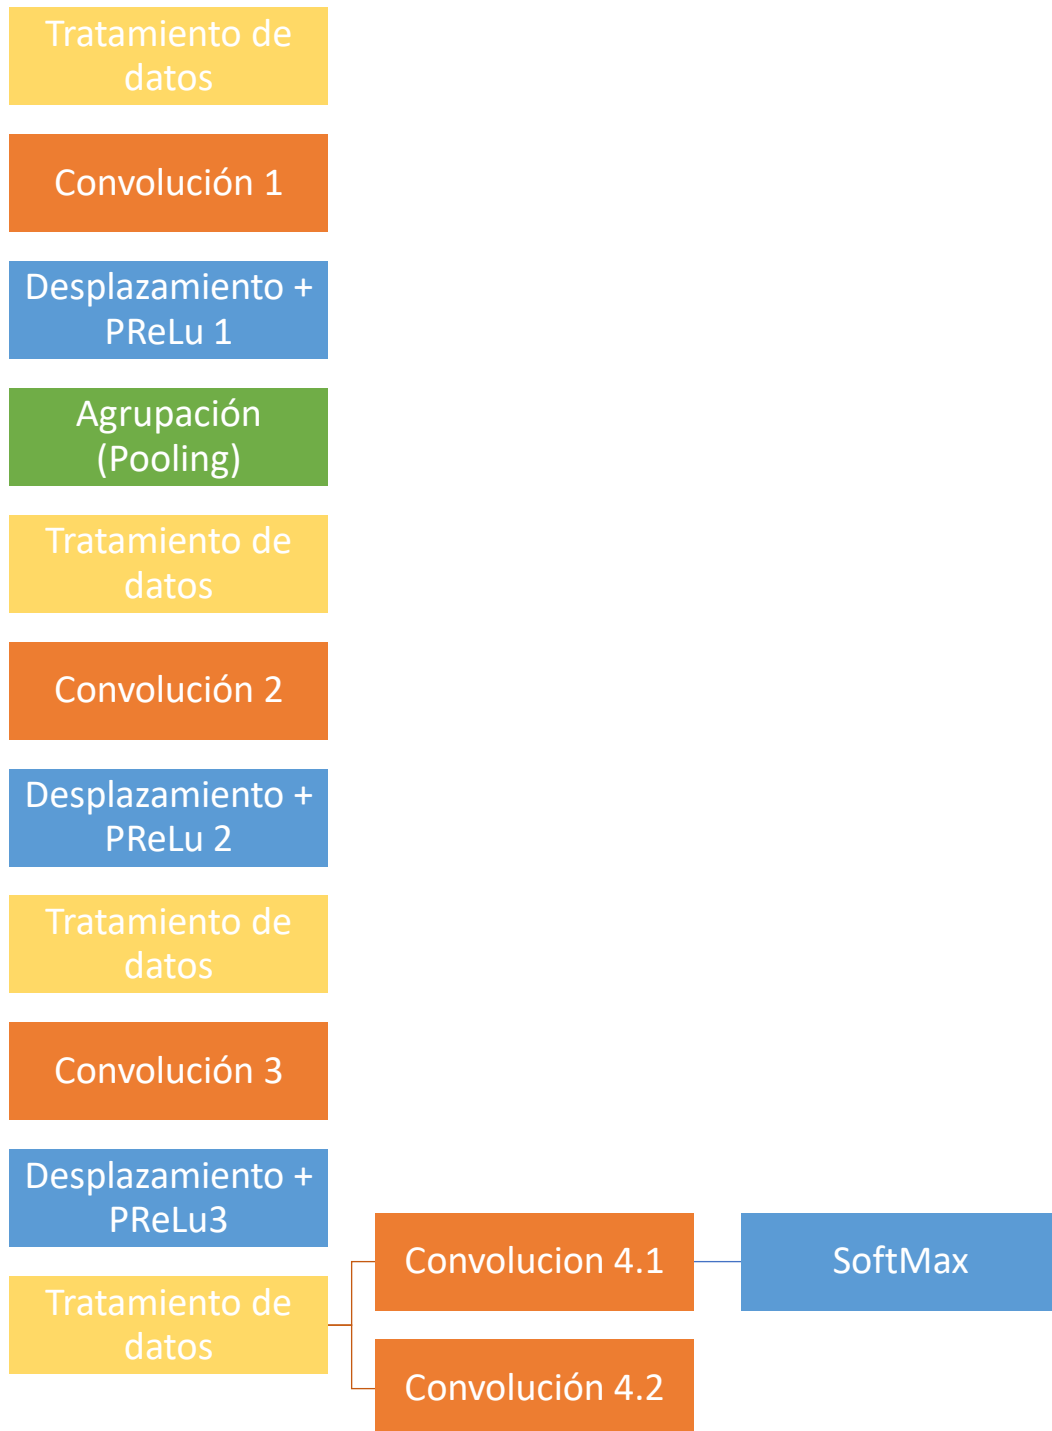 Tratamiento de
datos
Convolución 1
Desplazamiento +
PReLu 1
Agrupación
(Pooling)
Tratamiento de
datos
Convolución 2
Desplazamiento +
PReLu 2
Tratamiento de
datos
Convolución 3
Desplazamiento +
PReLu3
Tratamiento de
datos
Convolucion 4.1
SoftMax
Convolución 4.2